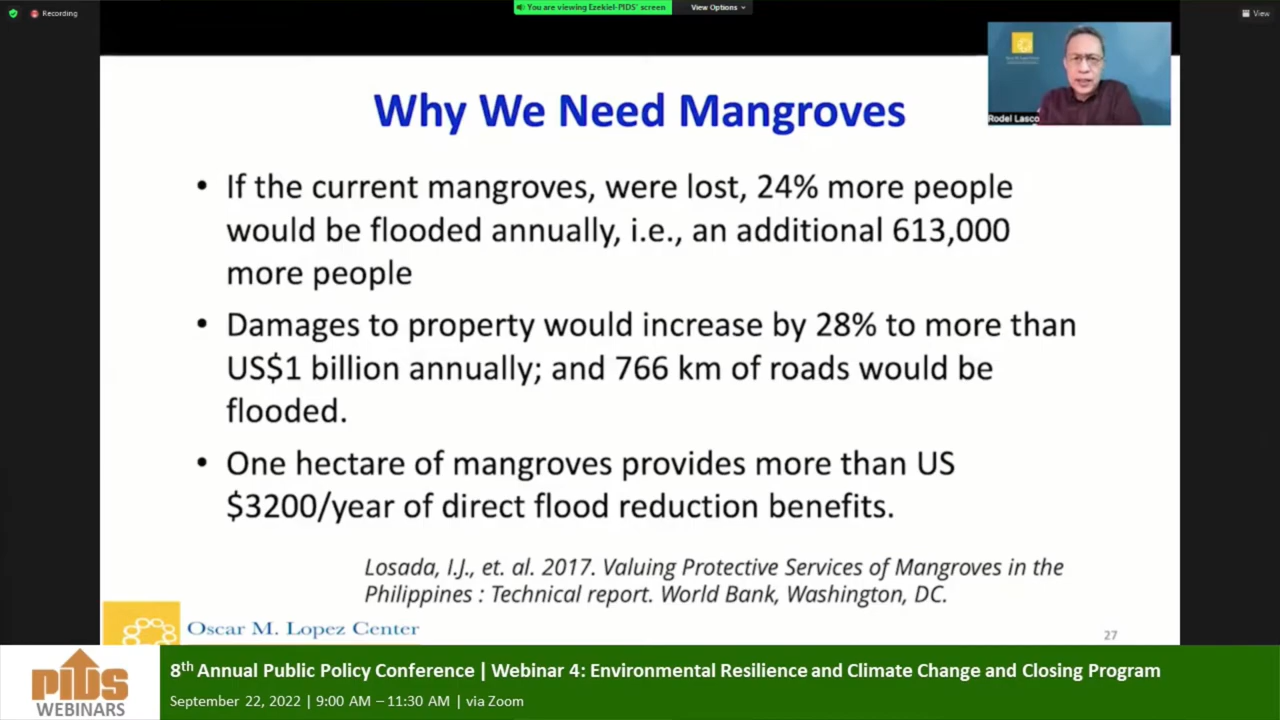 Recording
You are viewing Ezekiel-PIDS' screen
View Options
View
Rodel Lasco
Why We Need Mangroves
• If the current mangroves, were lost, 24% more people
would be flooded annually, i.e., an additional 613,000
more people
• Damages to property would increase by 28% to more than
US$1 billion annually; and 766 km of roads would be
flooded.
• One hectare of mangroves provides more than US
$3200/year of direct flood reduction benefits.
Losada, I.J., et. al. 2017. Valuing Protective Services of Mangroves in the
Philippines : Technical report. World Bank, Washington, DC.
Oscar M. Lopez Center
27
PIDS
WEBINARS
8th Annual Public Policy Conference | Webinar 4: Environmental Resilience and Climate Change and Closing Program
September 22, 2022 | 9:00 AM – 11:30 AM | via Zoom